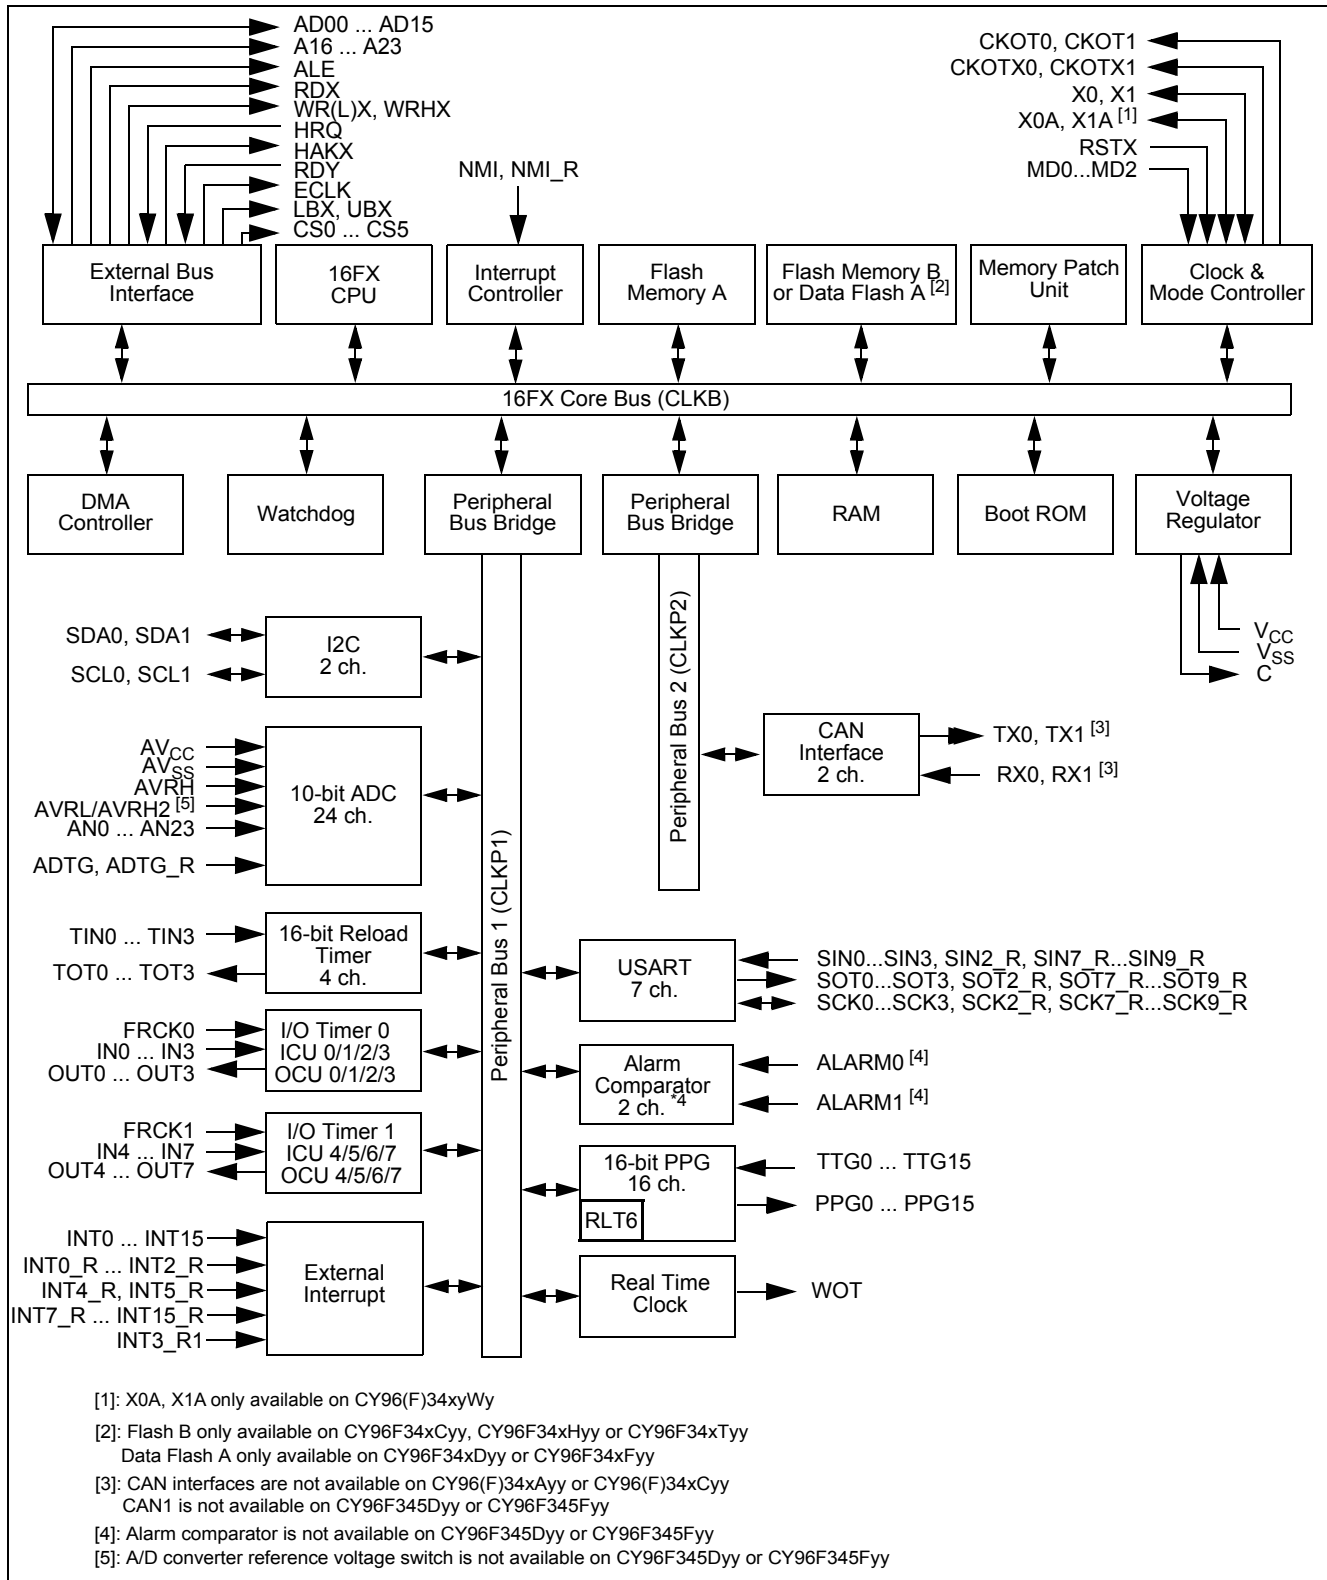 AD00 ... AD15
A16 ... A23
ALE
RDX
WR(L)X, WRHX
HRQ
HAKX
RDY
ECLK
LBX, UBX
CS0 ... CS5
NMI, NMI_R
CKOT0, CKOT1
CKOTX0, CKOTX1
X0, X1
X0A, X1A [1]
RSTX
MD0...MD2
External Bus
Interface
16FX
CPU
Interrupt
Controller
Flash
Memory A
Flash Memory B
or Data Flash A [2]
Memory Patch
Unit
Clock &
Mode Controller
16FX Core Bus (CLKB)
DMA
Controller
Watchdog
Peripheral
Bus Bridge
Peripheral
Bus Bridge
RAM
Boot ROM
Voltage
Regulator
VCC
VSS
C
Peripheral Bus 1 (CLKP1)
Peripheral Bus 2 (CLKP2)
SDA0, SDA1
SCL0, SCL1
I2C
2 ch.
CAN
Interface
2 ch.
TX0, TX1 [3]
RX0, RX1 [3]
AVCC
AVSS
AVRH
AVRL/AVRH2 [5]
AN0 ... AN23
ADTG, ADTG_R
10-bit ADC
24 ch.
TIN0 ... TIN3
TOT0 ... TOT3
16-bit Reload
Timer
4 ch.
USART
7 ch.
SIN0...SIN3, SIN2_R, SIN7_R...SIN9_R
SOT0...SOT3, SOT2_R, SOT7_R...SOT9_R
SCK0...SCK3, SCK2_R, SCK7_R...SCK9_R
FRCK0
IN0 ... IN3
OUT0 ... OUT3
I/O Timer 0
ICU 0/1/2/3
OCU 0/1/2/3
Alarm
Comparator
2 ch. *4
ALARM0 [4]
ALARM1 [4]
FRCK1
IN4 ... IN7
OUT4 ... OUT7
I/O Timer 1
ICU 4/5/6/7
OCU 4/5/6/7
16-bit PPG
16 ch.
RLT6
TTG0 ... TTG15
PPG0 ... PPG15
INT0 ... INT15
INT0_R ... INT2_R
INT4_R, INT5_R
INT7_R ... INT15_R
INT3_R1
External
Interrupt
Real Time
Clock
WOT
[1]: X0A, X1A only available on CY96(F)34xyWy
[2]: Flash B only available on CY96F34xCyy, CY96F34xHyy or CY96F34xTyy
Data Flash A only available on CY96F34xDyy or CY96F34xFyy
[3]: CAN interfaces are not available on CY96(F)34xAyy or CY96(F)34xCyy
CAN1 is not available on CY96F345Dyy or CY96F345Fyy
[4]: Alarm comparator is not available on CY96F345Dyy or CY96F345Fyy
[5]: A/D converter reference voltage switch is not available on CY96F345Dyy or CY96F345Fyy